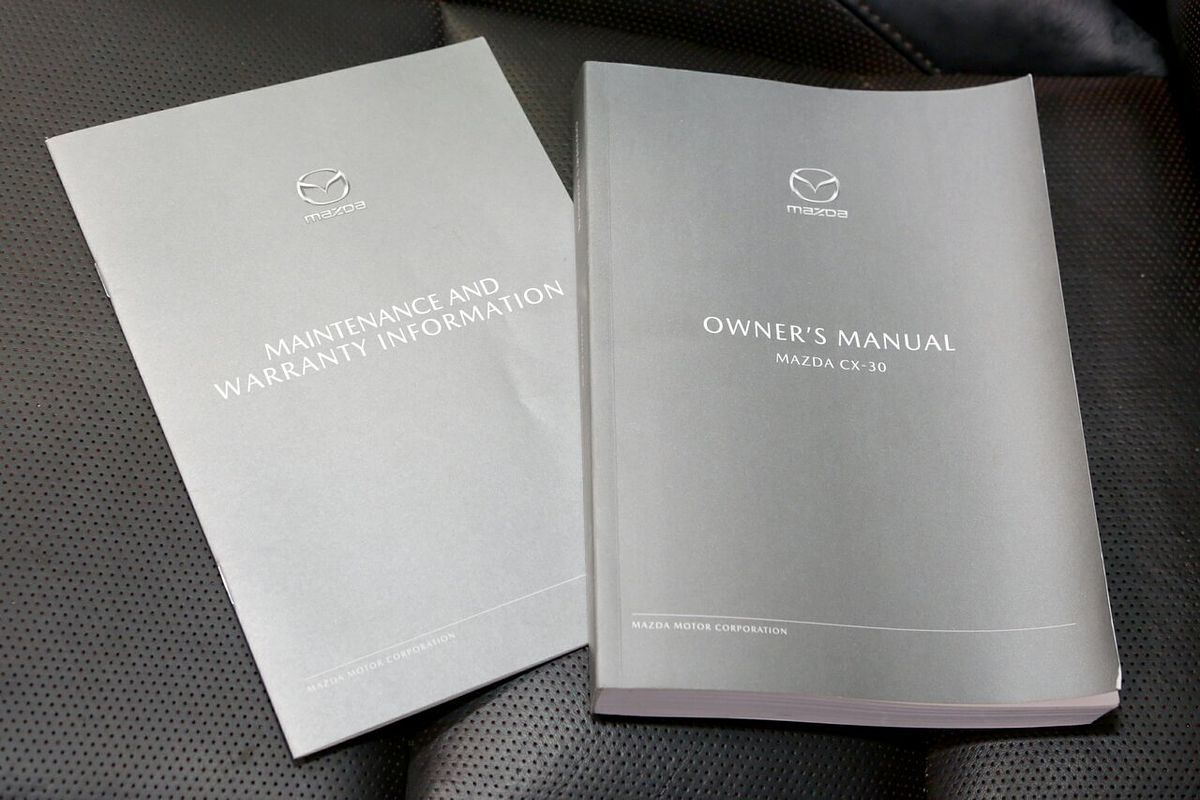 mazda
MAINTENANCE AND
WARRANTY INFORMATION
MAZDA MOTOR CORPORATION
mazda
OWNER'S MANUAL
MAZDA CX-30
MAZDA MOTOR CORPORATION